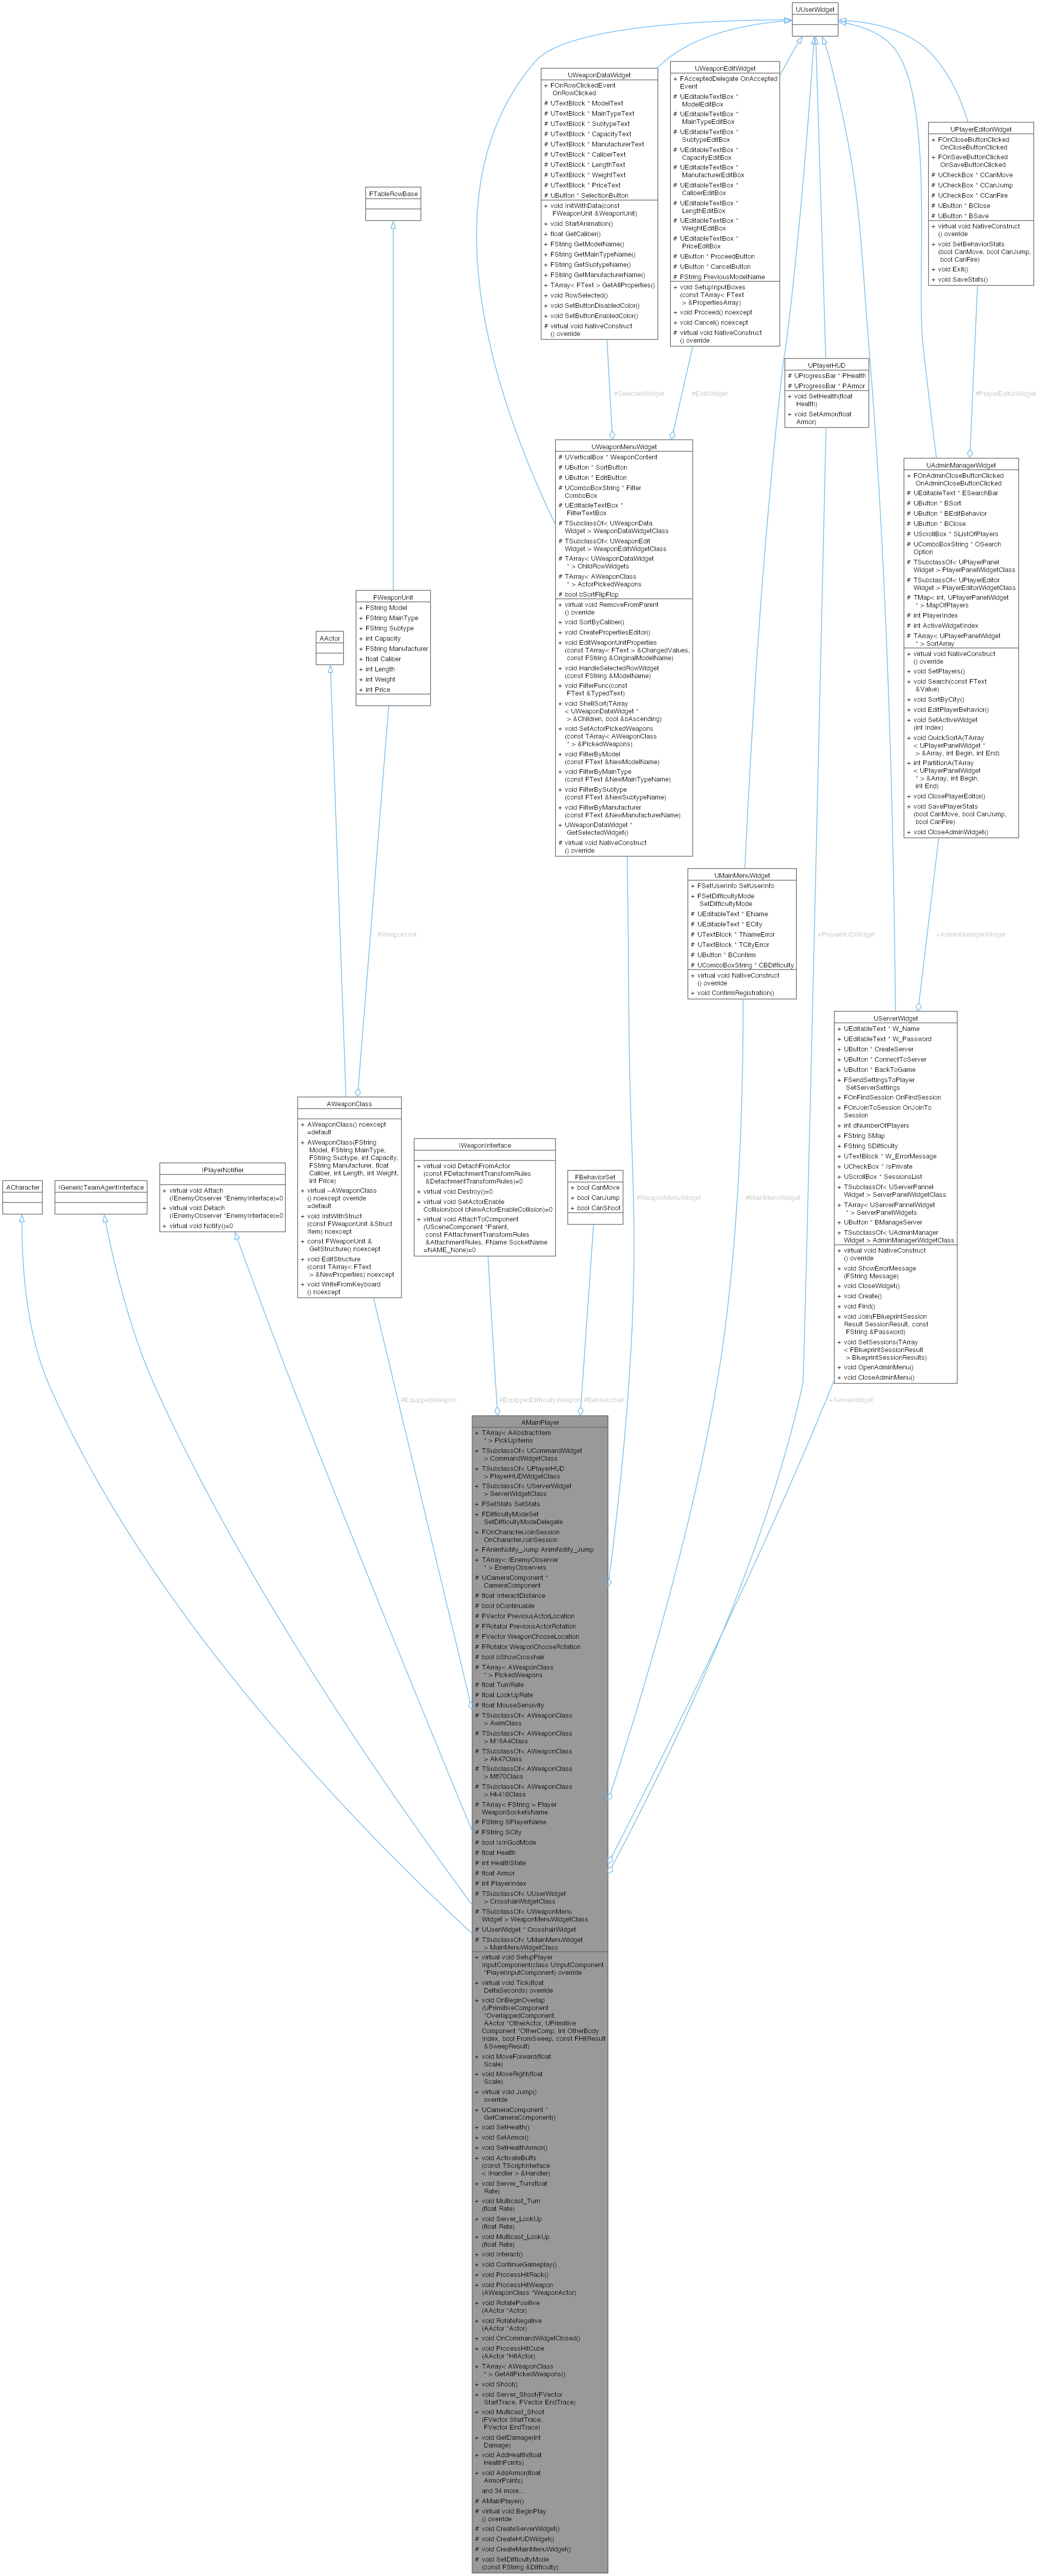 UUserWidget
UWeaponDataWidget
+ FOnRowClickedEvent
OnRowClicked
# UTextBlock * ModelText
# UTextBlock * MainTypeText
# UTextBlock * SubtypeText
# UTextBlock * CapacityText
# UTextBlock * ManufacturerText
# UTextBlock * CaliberText
# UTextBlock * LengthText
# UTextBlock * WeightText
# UTextBlock * PriceText
# UButton * SelectionButton
+ void InitWithData(const
FWeaponUnit &WeaponUnit)
+ void StartAnimation()
+ float GetCaliber()
+ FString GetModelName()
+ FString GetMainTypeName()
+ FString GetSubtypeName()
+ FString GetManufacturerName()
+ TArray< FText > GetAllProperties()
+ void RowSelected()
+ void SetButtonDisabledColor()
+ void SetButtonEnabledColor()
# virtual void NativeConstruct
() override
UWeaponEditWidget
+ FAcceptedDelegate OnAccepted
Event
# UEditableTextBox *
ModelEditBox
# UEditableTextBox *
MainTypeEditBox
# UEditableTextBox *
SubtypeEditBox
# UEditableTextBox *
CapacityEditBox
# UEditableTextBox *
ManufacturerEditBox
# UEditableTextBox *
CaliberEditBox
# UEditableTextBox *
LengthEditBox
# UEditableTextBox *
WeightEditBox
# UEditableTextBox *
PriceEditBox
# UButton * ProceedButton
# UButton * CancelButton
# FString PreviousModelName
+ void SetupInputBoxes
(const TArray< FText
> &PropertiesArray)
+ void Proceed() noexcept
+ void Cancel() noexcept
# virtual void NativeConstruct
() override
UPlayerEditorWidget
+ FOnCloseButtonClicked
OnCloseButtonClicked
+ FOnSaveButtonClicked
OnSaveButtonClicked
# UCheckBox * CCanMove
# UCheckBox * CCanJump
# UCheckBox * CCanFire
# UButton * BClose
# UButton * BSave
+ virtual void NativeConstruct
() override
+ void SetBehaviorStats
(bool CanMove, bool CanJump,
bool CanFire)
+ void Exit()
+ void SaveStats()
FTableRowBase
UPlayerHUD
# UProgressBar * PHealth
# UProgressBar * PArmor
+ void SetHealth(float
Health)
+ void SetArmor(float
Armor)
#SelectedWidget
#EditWidget
#PlayerEditorWidget
UWeaponMenuWidget
# UVerticalBox * WeaponContent
# UButton * SortButton
# UButton * EditButton
# UComboBoxString * Filter
ComboBox
# UEditableTextBox *
FilterTextBox
# TSubclassOf< UWeaponData
Widget > WeaponDataWidgetClass
# TSubclassOf< UWeaponEdit
Widget > WeaponEditWidgetClass
# TArray< UWeaponDataWidget
* > ChildRowWidgets
# TArray< AWeaponClass
* > ActorPickedWeapons
# bool bSortFlipFlop
+ virtual void RemoveFromParent
() override
+ void SortByCaliber()
+ void CreatePropertiesEditor()
+ void EditWeaponUnitProperties
(const TArray< FText > &ChangedValues,
const FString &OriginalModelName)
+ void HandleSelectedRowWidget
(const FString &ModelName)
+ void FilterFunc(const
FText &TypedText)
+ void ShellSort(TArray
< UWeaponDataWidget *
> &Children, bool &bAscending)
+ void SetActorPickedWeapons
(const TArray< AWeaponClass
* > &PickedWeapons)
+ void FilterByModel
(const FText &NewModelName)
+ void FilterByMainType
(const FText &NewMainTypeName)
+ void FilterBySubtype
(const FText &NewSubtypeName)
+ void FilterByManufacturer
(const FText &NewManufacturerName)
+ UWeaponDataWidget *
GetSelectedWidget()
# virtual void NativeConstruct
() override
UAdminManagerWidget
+ FOnAdminCloseButtonClicked
OnAdminCloseButtonClicked
# UEditableText * ESearchBar
# UButton * BSort
# UButton * BEditBehavior
# UButton * BClose
# UScrollBox * SListOfPlayers
# UComboBoxString * OSearch
Option
# TSubclassOf< UPlayerPanel
Widget > PlayerPanelWidgetClass
# TSubclassOf< UPlayerEditor
Widget > PlayerEditorWidgetClass
# TMap< int, UPlayerPanelWidget
* > MapOfPlayers
# int PlayerIndex
# int ActiveWidgetIndex
# TArray< UPlayerPanelWidget
* > SortArray
+ virtual void NativeConstruct
() override
+ void SetPlayers()
+ void Search(const FText
&Value)
+ void SortByCity()
+ void EditPlayerBehavior()
+ void SetActiveWidget
(int Index)
+ void QuickSortA(TArray
< UPlayerPanelWidget *
> &Array, int Begin, int End)
+ int PartitionA(TArray
< UPlayerPanelWidget
* > &Array, int Begin,
int End)
+ void ClosePlayerEditor()
+ void SavePlayerStats
(bool CanMove, bool CanJump,
bool CanFire)
+ void CloseAdminWidget()
FWeaponUnit
+ FString Model
+ FString MainType
+ FString Subtype
+ int Capacity
+ FString Manufacturer
+ float Caliber
+ int Length
+ int Weight
+ int Price
AActor
UMainMenuWidget
+ FSetUserInfo SetUserInfo
+ FSetDifficultyMode
SetDifficultyMode
# UEditableText * EName
# UEditableText * ECity
# UTextBlock * TNameError
# UTextBlock * TCityError
# UButton * BConfirm
# UComboBoxString * CBDifficulty
+ virtual void NativeConstruct
() override
+ void ConfirmRegistration()
#WeaponUnit
+PlayerHUDWidget
+AdminManagerWidget
UServerWidget
+ UEditableText * W_Name
+ UEditableText * W_Password
+ UButton * CreateServer
+ UButton * ConnectToServer
+ UButton * BackToGame
+ FSendSettingsToPlayer
SetServerSettings
+ FOnFindSession OnFindSession
+ FOnJoinToSession OnJoinTo
Session
+ int dNumberOfPlayers
+ FString SMap
+ FString SDifficulty
+ UTextBlock * W_ErrorMessage
+ UCheckBox * IsPrivate
+ UScrollBox * SessionsList
+ TSubclassOf< UServerPannel
Widget > ServerPanelWidgetClass
+ TArray< UServerPannelWidget
* > ServerPanelWidgets
+ UButton * BManageServer
+ TSubclassOf< UAdminManager
Widget > AdminManagerWidgetClass
+ virtual void NativeConstruct
() override
+ void ShowErrorMessage
(FString Message)
+ void CloseWidget()
+ void Create()
+ void Find()
+ void Join(FBlueprintSession
Result SessionResult, const
FString &Password)
+ void SetSessions(TArray
< FBlueprintSessionResult
> BlueprintSessionResults)
+ void OpenAdminMenu()
+ void CloseAdminMenu()
AWeaponClass
+ AWeaponClass() noexcept
=default
+ AWeaponClass(FString
Model, FString MainType,
FString Subtype, int Capacity,
FString Manufacturer, float
Caliber, int Length, int Weight,
int Price)
+ virtual ~AWeaponClass
() noexcept override
=default
+ void InitWithStruct
(const FWeaponUnit &Struct
Item) noexcept
+ const FWeaponUnit &
GetStructure() noexcept
+ void EditStructure
(const TArray< FText
> &NewProperties) noexcept
+ void WriteFromKeyboard
() noexcept
IWeaponInterface
+ virtual void DetachFromActor
(const FDetachmentTransformRules
&DetachmentTransformRules)=0
+ virtual void Destroy()=0
+ virtual void SetActorEnable
Collision(bool bNewActorEnableCollision)=0
+ virtual void AttachToComponent
(USceneComponent *Parent,
const FAttachmentTransformRules
&AttachmentRules, FName SocketName
=NAME_None)=0
FBehaviorSet
+ bool CanMove
+ bool CanJump
+ bool CanShoot
IPlayerNotifier
+ virtual void Attach
(IEnemyObserver *EnemyInterface)=0
+ virtual void Detach
(IEnemyObserver *EnemyInterface)=0
+ virtual void Notify()=0
ACharacter
IGenericTeamAgentInterface
#WeaponMenuWidget
#MainMenuWidget
#EquippedWeapon
#EquippedDifficultyWeapon
#BehaviorSet
+ServerWidget
AMainPlayer
+ TArray< AAbstractItem
* > PickUpItems
+ TSubclassOf< UCommandWidget
> CommandWidgetClass
+ TSubclassOf< UPlayerHUD
> PlayerHUDWidgetClass
+ TSubclassOf< UServerWidget
> ServerWidgetClass
+ FSetStats SetStats
+ FDifficultyModeSet
SetDifficultyModeDelegate
+ FOnCharacterJoinSession
OnCharacterJoinSession
+ FAnimNotify_Jump AnimNotify_Jump
+ TArray< IEnemyObserver
* > EnemyObservers
# UCameraComponent *
CameraComponent
# float InteractDistance
# bool bContinuable
# FVector PreviousActorLocation
# FRotator PreviousActorRotation
# FVector WeaponChooseLocation
# FRotator WeaponChooseRotation
# bool bShowCrosshair
# TArray< AWeaponClass
* > PickedWeapons
# float TurnRate
# float LookUpRate
# float MouseSensivity
# TSubclassOf< AWeaponClass
> AwmClass
# TSubclassOf< AWeaponClass
> M16A4Class
# TSubclassOf< AWeaponClass
> Ak47Class
# TSubclassOf< AWeaponClass
> M870Class
# TSubclassOf< AWeaponClass
> Hk416Class
# TArray< FString > Player
WeaponSocketsName
# FString SPlayerName
# FString SCity
# bool IsInGodMode
# float Health
# int HealthState
# float Armor
# int PlayerIndex
# TSubclassOf< UUserWidget
> CrosshairWidgetClass
# TSubclassOf< UWeaponMenu
Widget > WeaponMenuWidgetClass
# UUserWidget * CrosshairWidget
# TSubclassOf< UMainMenuWidget
> MainMenuWidgetClass
+ virtual void SetupPlayer
InputComponent(class UInputComponent
*PlayerInputComponent) override
+ virtual void Tick(float
DeltaSeconds) override
+ void OnBeginOverlap
(UPrimitiveComponent
*OverlappedComponent,
AActor *OtherActor, UPrimitive
Component *OtherComp, int OtherBody
Index, bool FromSweep, const FHitResult
&SweepResult)
+ void MoveForward(float
Scale)
+ void MoveRight(float
Scale)
+ virtual void Jump()
override
+ UCameraComponent *
GetCameraComponent()
+ void SetHealth()
+ void SetArmor()
+ void SetHealthArmor()
+ void ActivateBuffs
(const TScriptInterface
< IHandler > &Handler)
+ void Server_Turn(float
Rate)
+ void Multicast_Turn
(float Rate)
+ void Server_LookUp
(float Rate)
+ void Multicast_LookUp
(float Rate)
+ void Interact()
+ void ContinueGameplay()
+ void ProcessHitRack()
+ void ProcessHitWeapon
(AWeaponClass *WeaponActor)
+ void RotatePositive
(AActor *Actor)
+ void RotateNegative
(AActor *Actor)
+ void OnCommandWidgetClosed()
+ void ProcessHitCube
(AActor *HitActor)
+ TArray< AWeaponClass
* > GetAllPickedWeapons()
+ void Shoot()
+ void Server_Shoot(FVector
StartTrace, FVector EndTrace)
+ void Multicast_Shoot
(FVector StartTrace,
FVector EndTrace)
+ void GetDamage(int
Damage)
+ void AddHealth(float
HealthPoints)
+ void AddArmor(float
ArmorPoints)
and 34 more...
# AMainPlayer()
# virtual void BeginPlay
() override
# void CreateServerWidget()
# void CreateHUDWidget()
# void CreateMainMenuWidget()
# void SetDifficultyMode
(const FString &Difficulty)